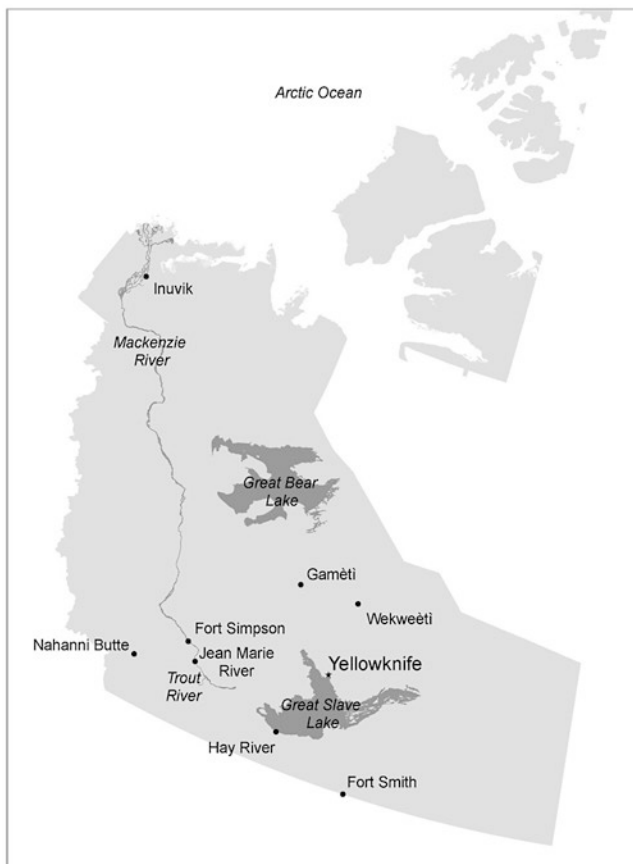 Arctic Ocean
Inuvik
Mackenzie
River
Great Bear
Lake
Gamètì
Wekweètì
Fort Simpson
Nahanni Butte
Jean Marie
River
Trout
River
Yellowknife
Great Slave
Lake
Hay River
Fort Smith